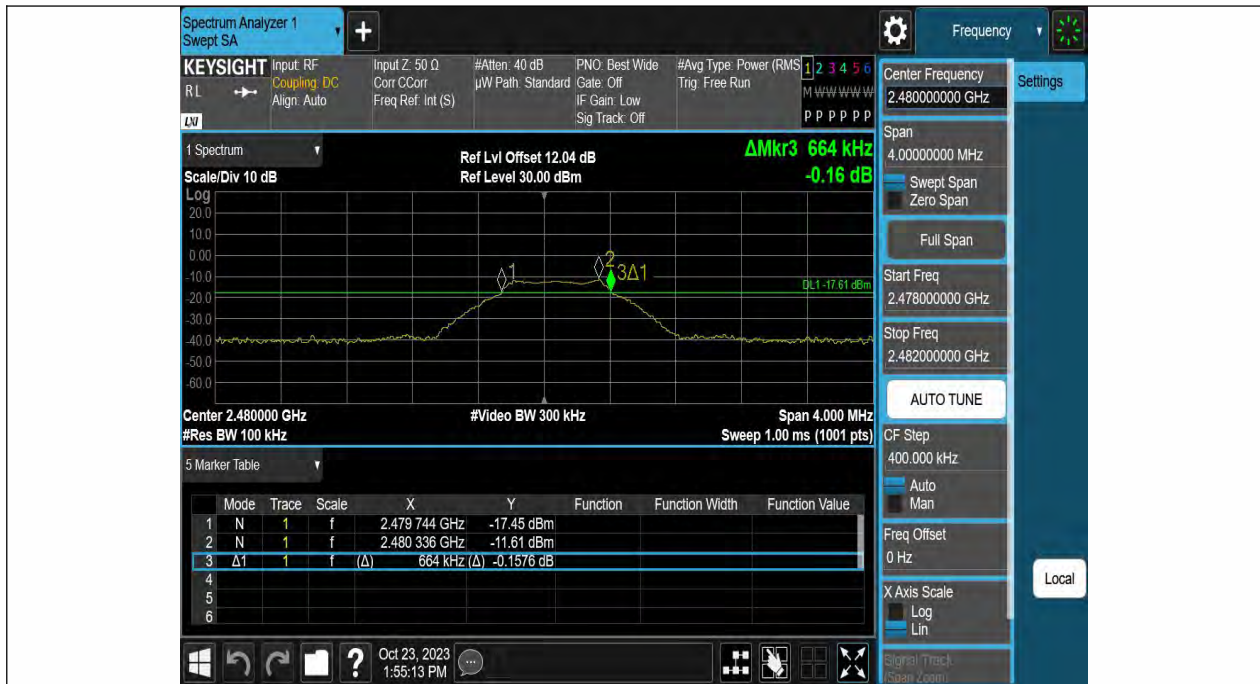 Spectrum Analyzer 1
Swept SA
+
Frequency
KEYSIGHT
RL
LXI
Input: RF
Coupling: DC
Align: Auto
Input Z: 50 Ω
Corr CCorr
Freq Ref: Int (S)
#Atten: 40 dB
µW Path: Standard
PNO: Best Wide
Gate: Off
IF Gain: Low
Sig Track: Off
#Avg Type: Power (RMS
Trig: Free Run
1 2 3 4 5 6
M W W W W W
P P P P P P
1 Spectrum
Scale/Div 10 dB
Ref Lvl Offset 12.04 dB
Ref Level 30.00 dBm
ΔMkr3 664 kHz
-0.16 dB
Log
20.0
10.0
0.00
-10.0
-20.0
-30.0
-40.0
-50.0
-60.0
1
2
3Δ1
DL1 -17.61 dBm
Center 2.480000 GHz
#Video BW 300 kHz
Span 4.000 MHz
#Res BW 100 kHz
Sweep 1.00 ms (1001 pts)
5 Marker Table
Mode Trace Scale X Y Function Function Width Function Value
1 N 1 f 2.479 744 GHz -17.45 dBm
2 N 1 f 2.480 336 GHz -11.61 dBm
3 Δ1 1 f (Δ) 664 kHz (Δ) -0.1576 dB
4
5
6
Oct 23, 2023
1:55:13 PM
?
Center Frequency
2.480000000 GHz
Settings
Span
4.00000000 MHz
Swept Span
Zero Span
Full Span
Start Freq
2.478000000 GHz
Stop Freq
2.482000000 GHz
AUTO TUNE
CF Step
400.000 kHz
Auto
Man
Freq Offset
0 Hz
Local
X Axis Scale
Log
Lin
Signal Track
(Span Zoom)